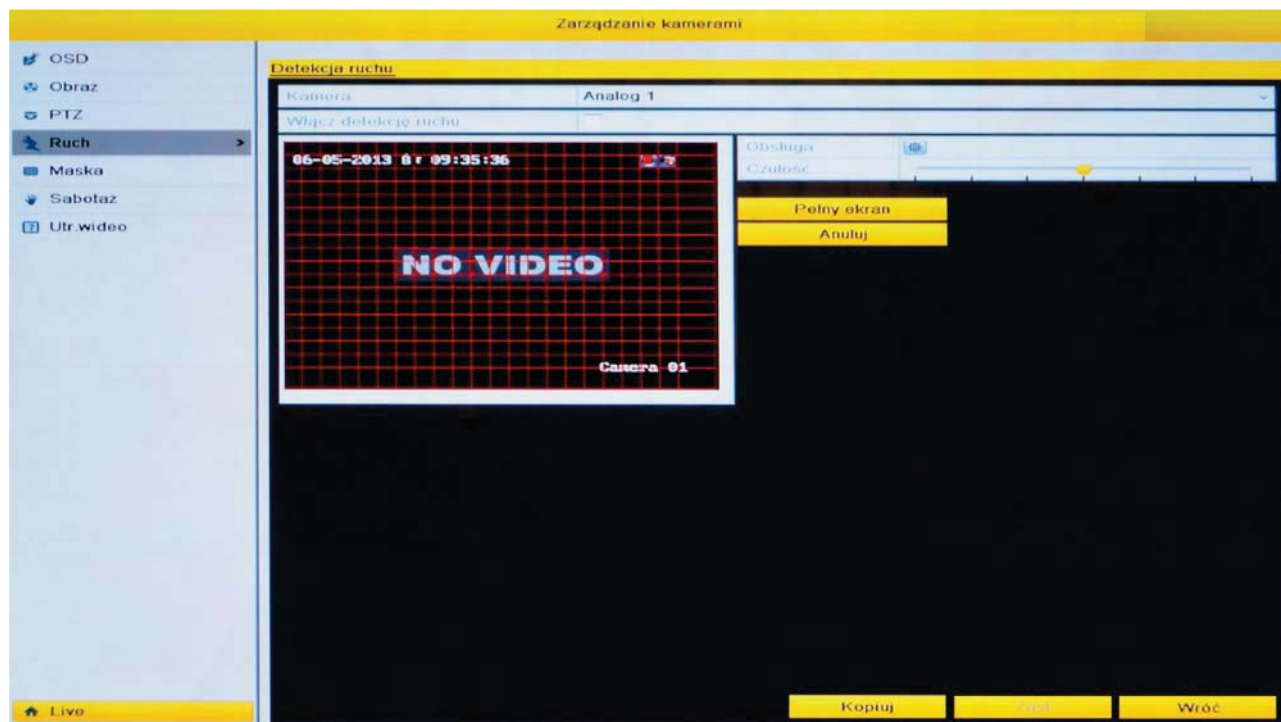 Zarządzanie kamerami
OSD
Obraz
PTZ
Ruch
Maska
Sabotaż
Utr.wideo
Live
Detekcja ruchu
Kamera Analog 1
Włącz detekcję ruchu
06-05-2013 śr 09:35:36
NO VIDEO
Camera 01
Obsługa
Czułość
Pełny ekran
Anuluj
Kopiuj
Wróć